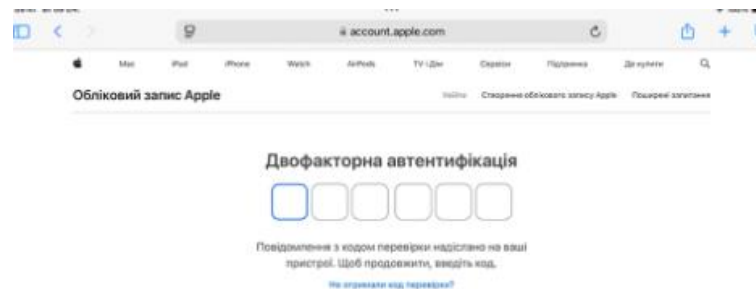 account.apple.com
Mac iPad iPhone Watch AirPods TV і Дім Сервіси Підтримка Де купити
Обліковий запис Apple
Увійти Створення облікового запису Apple Поширені запитання
Двофакторна автентифікація
Повідомлення з кодом перевірки надіслано на ваші
пристрої. Щоб продовжити, введіть код.
Не отримали код перевірки?